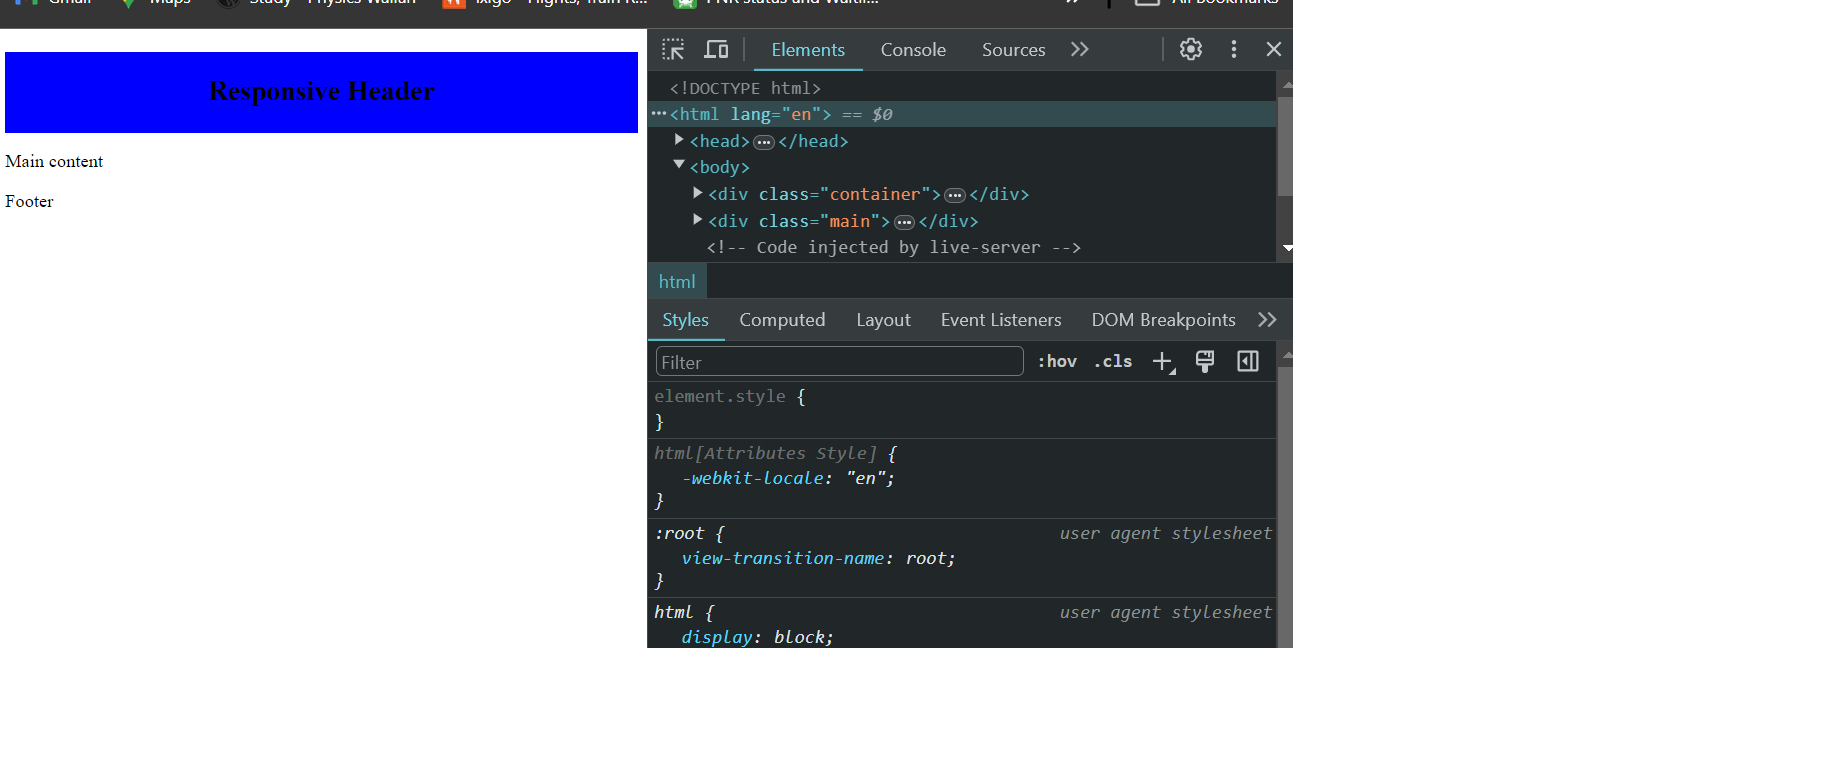 Gmail Maps Study - Physics Wallah ixigo - Flights, Train R... PNR status and Waitli... All Bookmarks
Responsive Header
Main content
Footer
Elements Console Sources
<!DOCTYPE html>
<html lang="en"> == $0
<head> ··· </head>
<body>
<div class="container"> ··· </div>
<div class="main"> ··· </div>
<!-- Code injected by live-server -->
html
Styles Computed Layout Event Listeners DOM Breakpoints
Filter :hov .cls
element.style {
}
html[Attributes Style] {
-webkit-locale: "en";
}
:root { user agent stylesheet
view-transition-name: root;
}
html { user agent stylesheet
display: block;